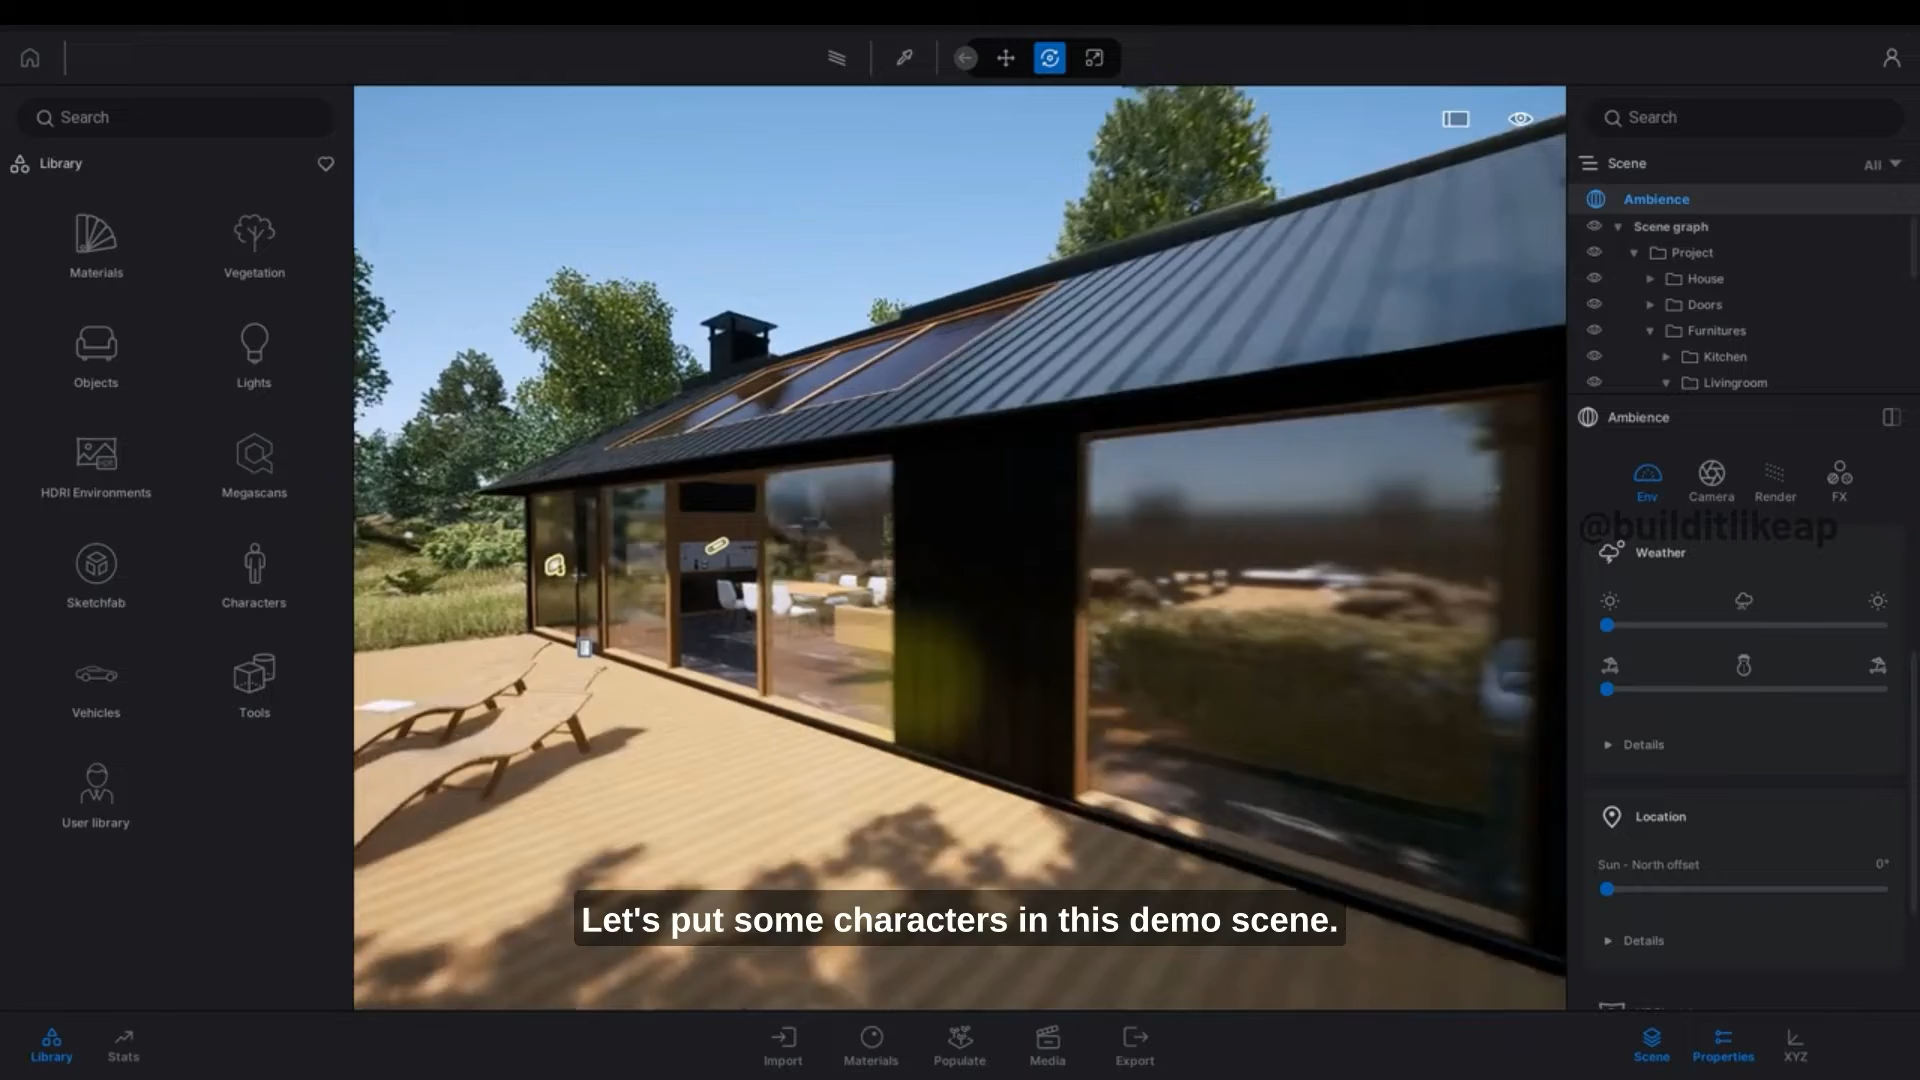 Search
Library
Materials
Vegetation
Objects
Lights
HDRI Environments
Megascans
Sketchfab
Characters
Vehicles
Tools
User library
Search
Scene
All
Ambience
Scene graph
Project
House
Doors
Furnitures
Kitchen
Livingroom
Ambience
Env
Camera
Render
FX
@builditlikeap
Weather
Details
Location
Sun - North offset
0°
Details
Let's put some characters in this demo scene.
Library
Stats
Import
Materials
Populate
Media
Export
Scene
Properties
XYZ